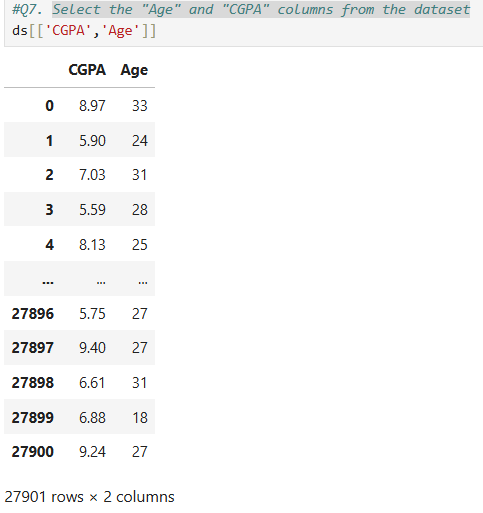 #Q7. Select the "Age" and "CGPA" columns from the dataset
ds[['CGPA','Age']]
CGPA Age
0 8.97 33
1 5.90 24
2 7.03 31
3 5.59 28
4 8.13 25
... ... ...
27896 5.75 27
27897 9.40 27
27898 6.61 31
27899 6.88 18
27900 9.24 27
27901 rows × 2 columns